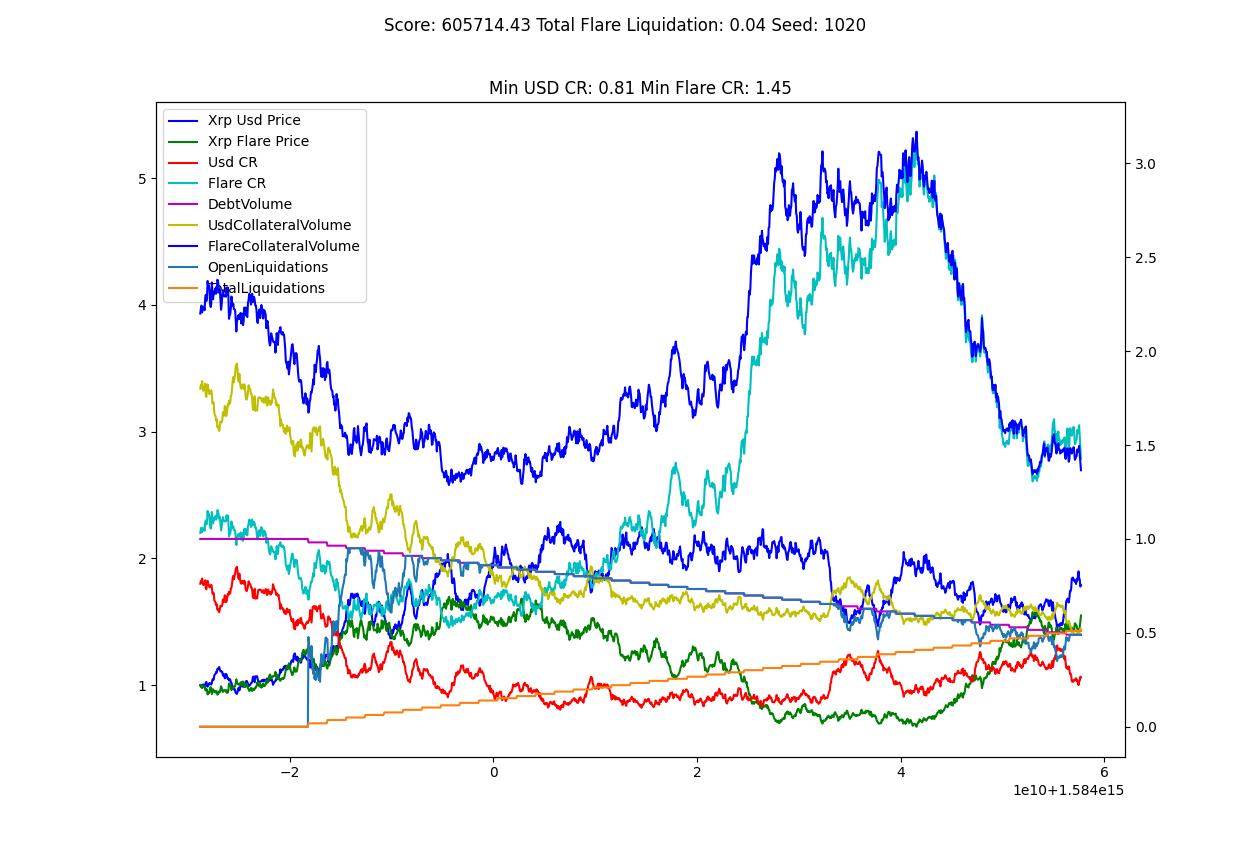 Score: 605714.43 Total Flare Liquidation: 0.04 Seed: 1020
Min USD CR: 0.81 Min Flare CR: 1.45
Xrp Usd Price
Xrp Flare Price
Usd CR
Flare CR
DebtVolume
UsdCollateralVolume
FlareCollateralVolume
OpenLiquidations
TotalLiquidations
5
4
3
2
1
3.0
2.5
2.0
1.5
1.0
0.5
0.0
−2
0
2
4
6
1e10+1.584e15